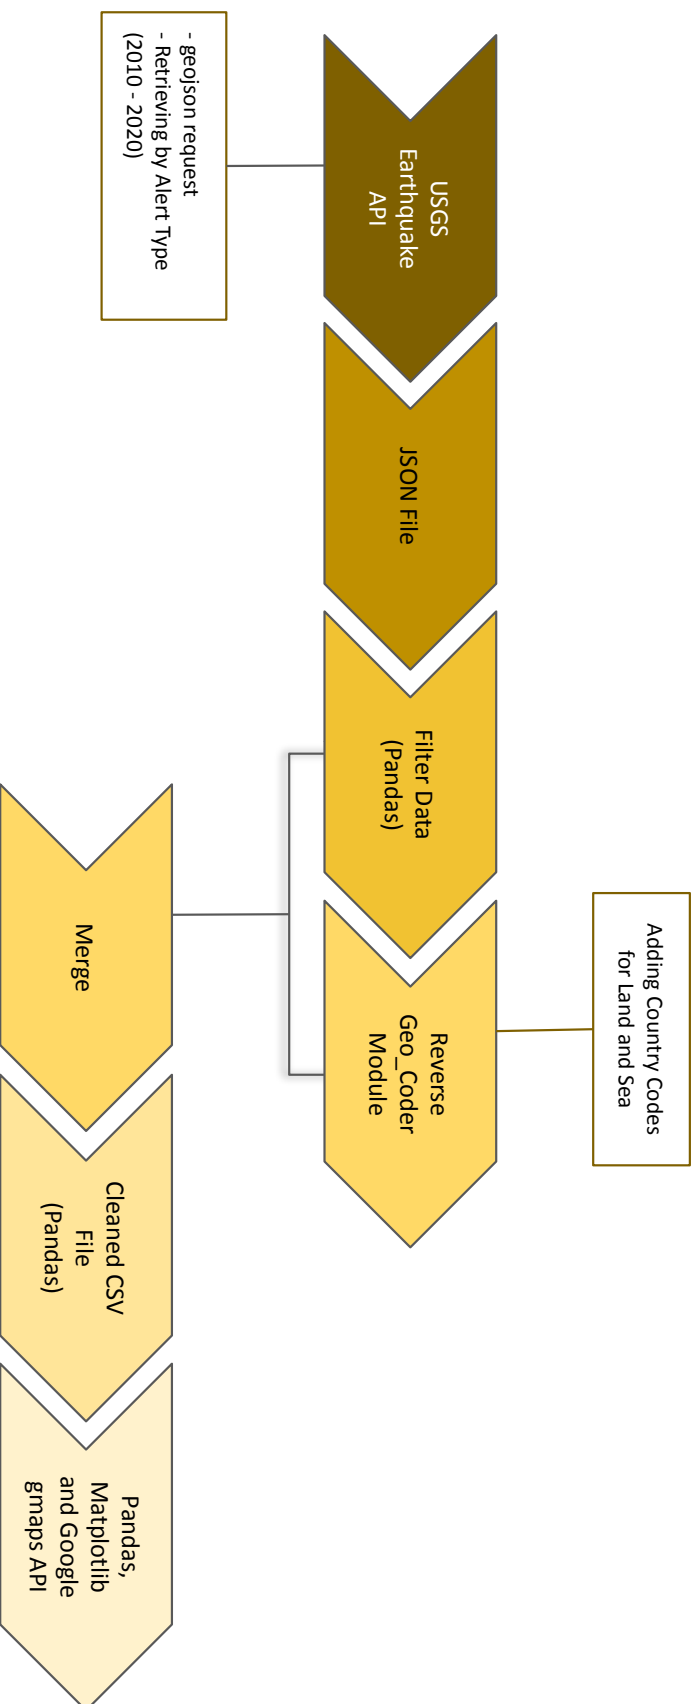 USGS
Earthquake
API
- geojson request
- Retrieving by Alert Type
(2010 - 2020)
JSON File
Filter Data
(Pandas)
Reverse
Geo_Coder
Module
Adding Country Codes
for Land and Sea
Merge
Cleaned CSV
File
(Pandas)
Pandas,
Matplotlib
and Google
gmaps API